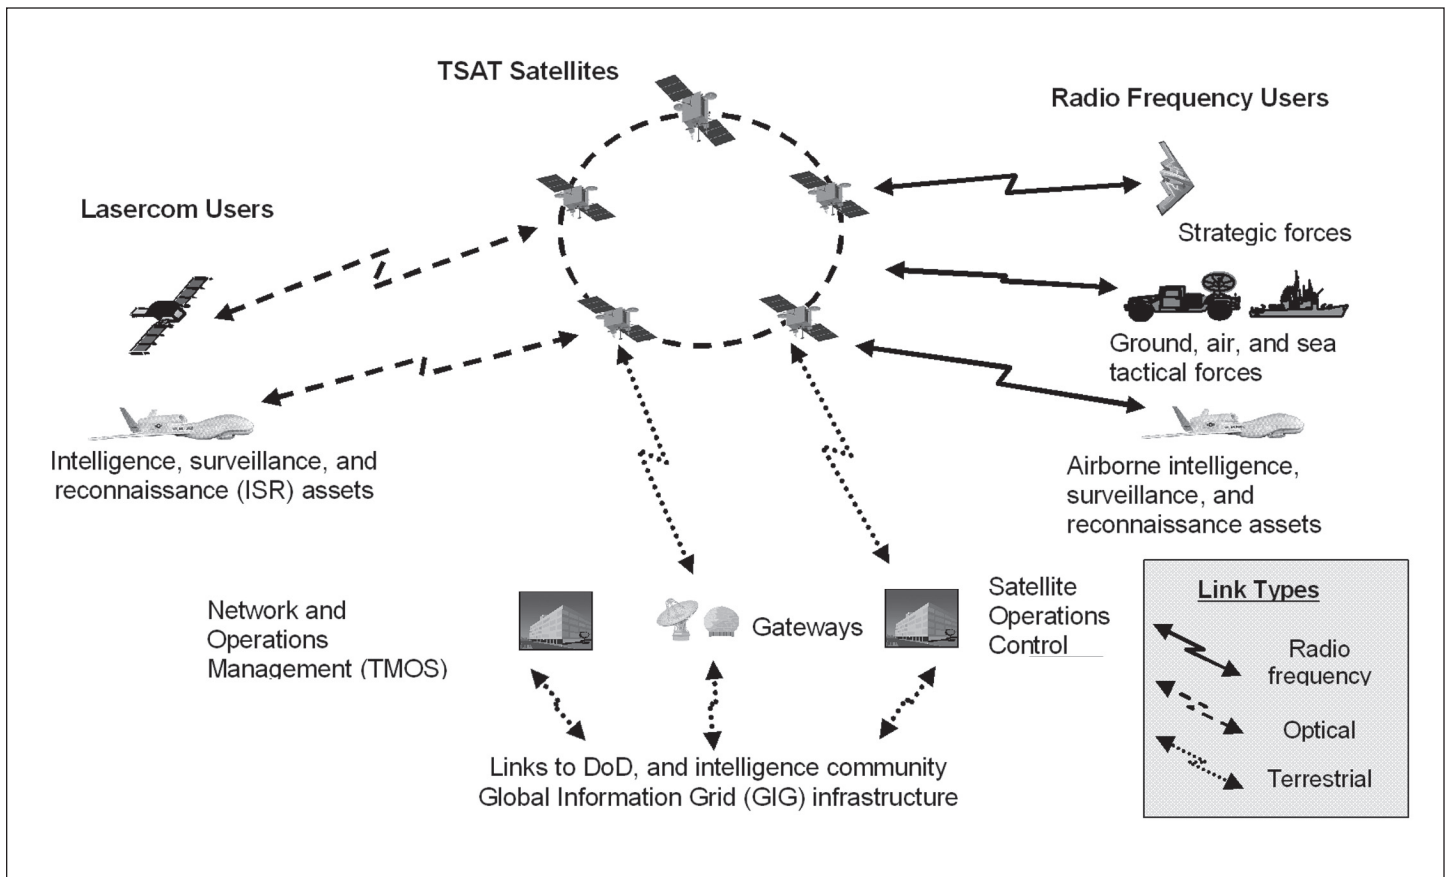 TSAT Satellites
Radio Frequency Users
Lasercom Users
Strategic forces
Ground, air, and sea
tactical forces
Intelligence, surveillance, and
reconnaissance (ISR) assets
Airborne intelligence,
surveillance, and
reconnaissance assets
Network and
Operations
Management (TMOS)
Gateways
Satellite
Operations
Control
Links to DoD, and intelligence community
Global Information Grid (GIG) infrastructure
Link Types
Radio
frequency
Optical
Terrestrial